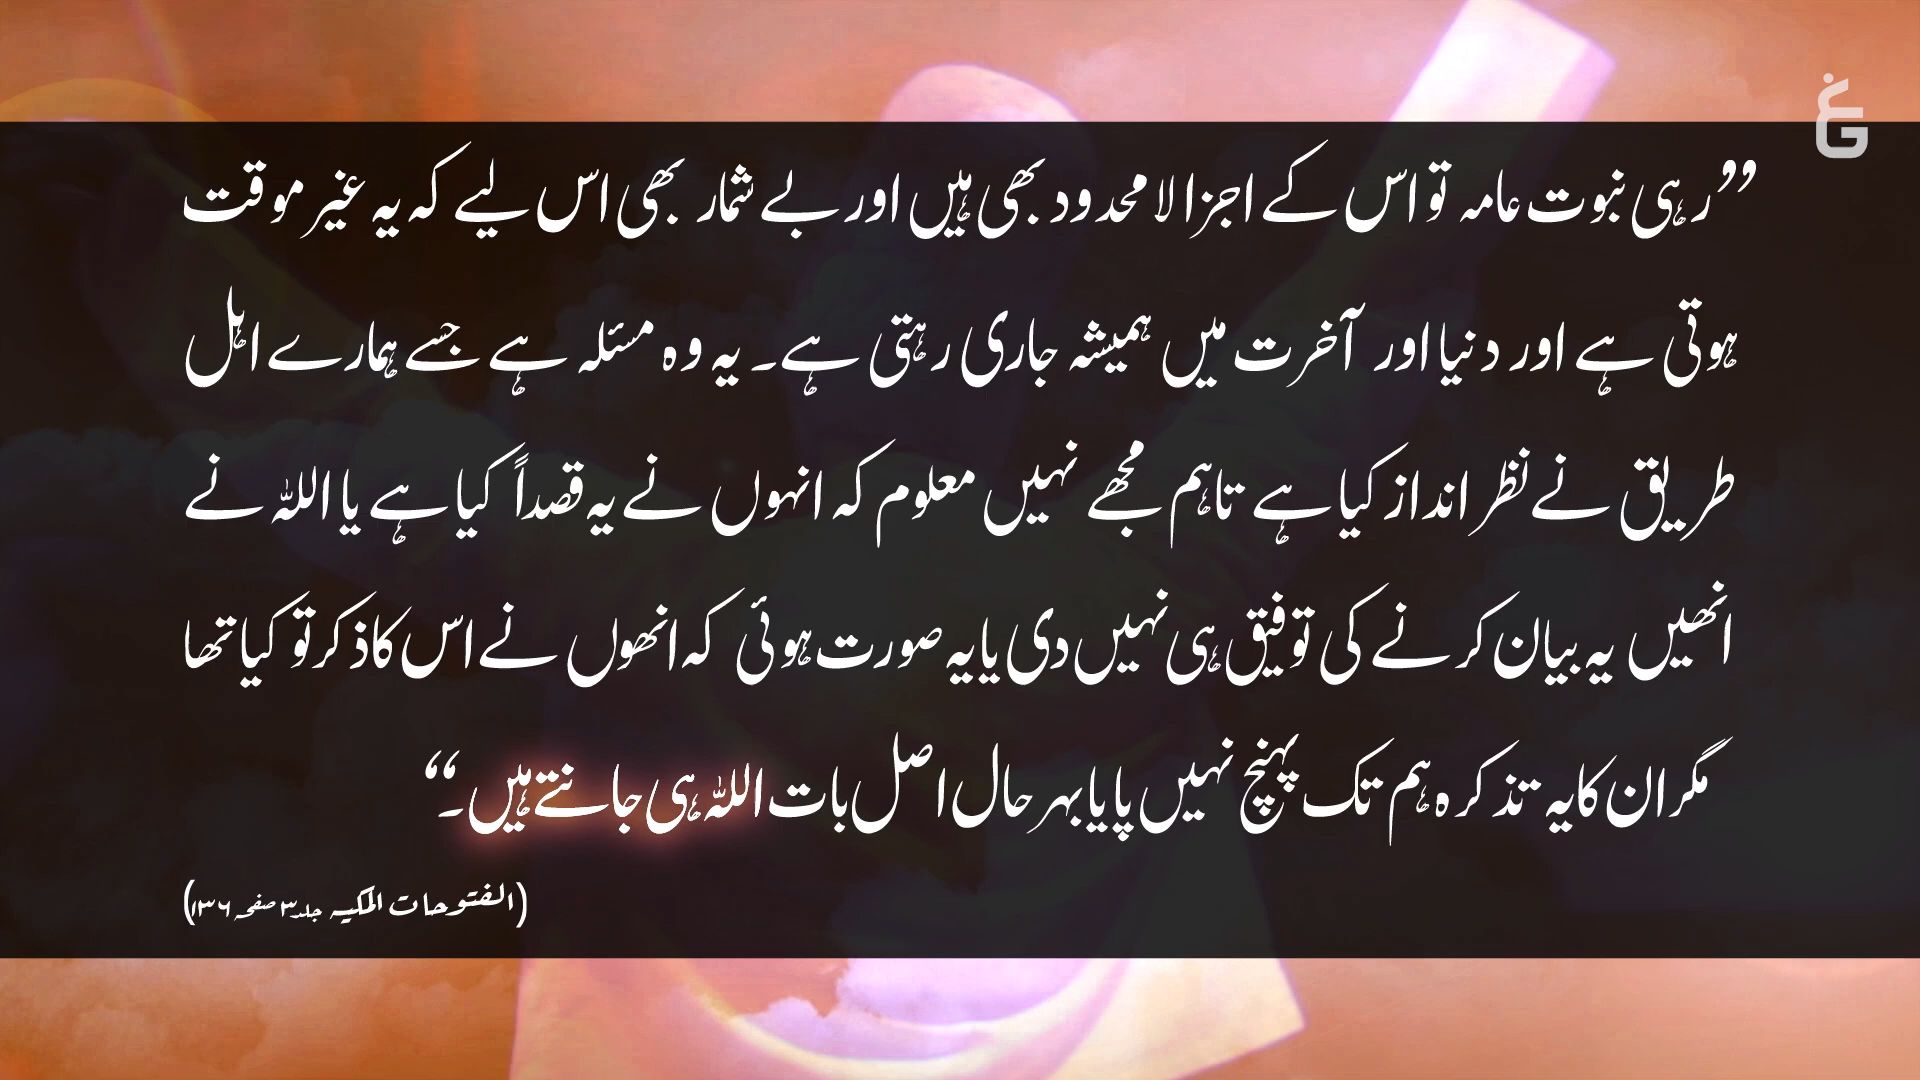 ”رہی نبوت عامہ تو اس کے اجزا لا محدود بھی ہیں اور بے شمار بھی اس لیے کہ یہ غیر موقت
ہوتی ہے اور دنیا اور آخرت میں ہمیشہ جاری رہتی ہے۔ یہ وہ مسئلہ ہے جسے ہمارے اہل
طریق نے نظر انداز کیا ہے تاہم مجھے نہیں معلوم کہ انہوں نے یہ قصداً کیا ہے یا اللہ نے
انھیں یہ بیان کرنے کی توفیق ہی نہیں دی یا یہ صورت ہوئی کہ انھوں نے اس کا ذکر تو کیا تھا
مگر ان کا یہ تذکرہ ہم تک پہنچ نہیں پایا بہر حال اصل بات اللہ ہی جانتے ہیں۔“
(الفتوحات المکیہ جلد ۳ صفحہ ۱۳۶)